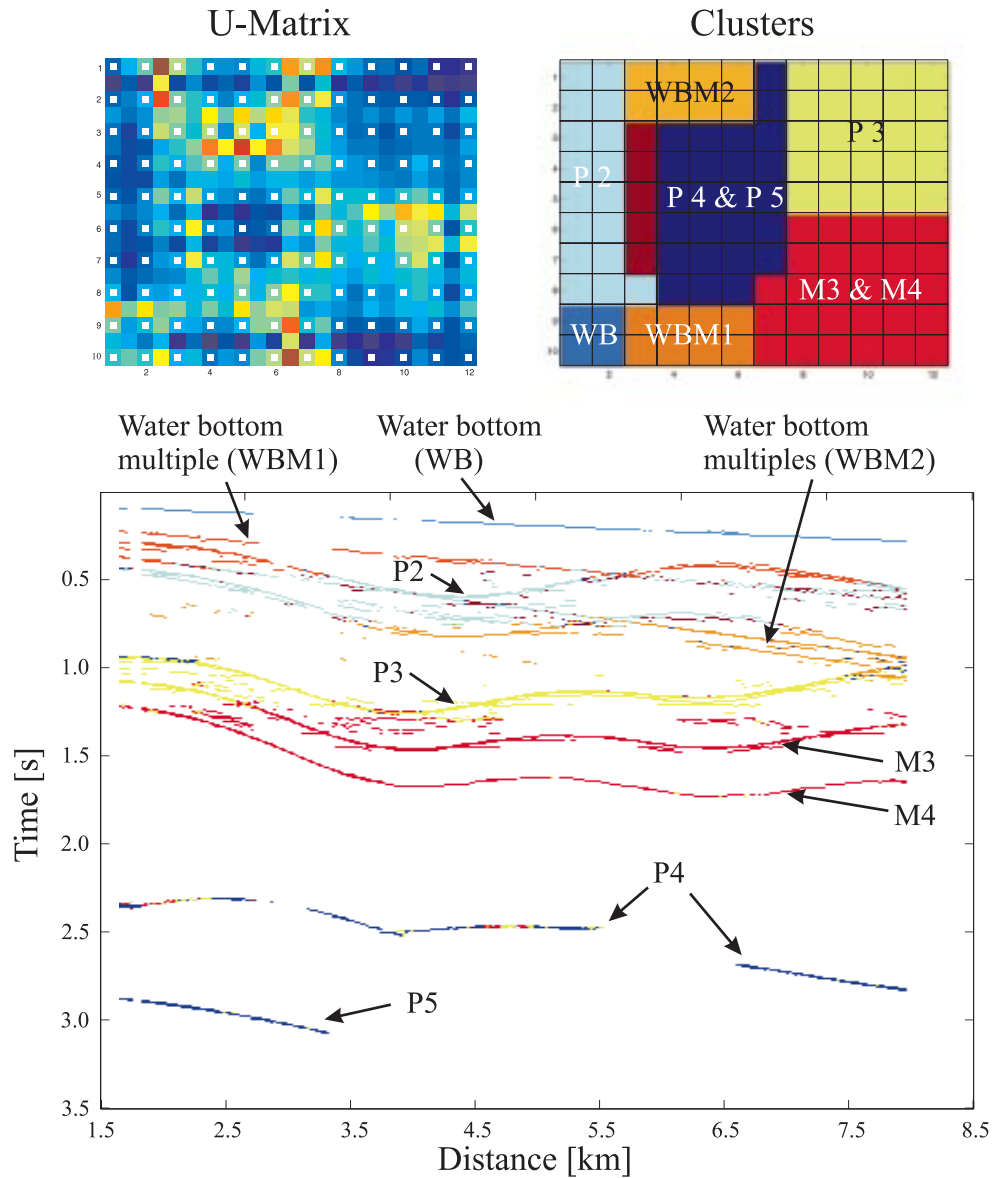 U-Matrix
Clusters
1
2
3
4
5
6
7
8
9
10
2
4
6
8
10
12
WBM2
P 3
P 2
P 4 & P 5
M3 & M4
WB
WBM1
Water bottom
multiple (WBM1)
Water bottom
(WB)
Water bottom
multiples (WBM2)
P2
P3
M3
M4
P4
P5
0.5
1.0
1.5
2.0
2.5
3.0
3.5
Time [s]
1.5
2.5
3.5
4.5
5.5
6.5
7.5
8.5
Distance [km]